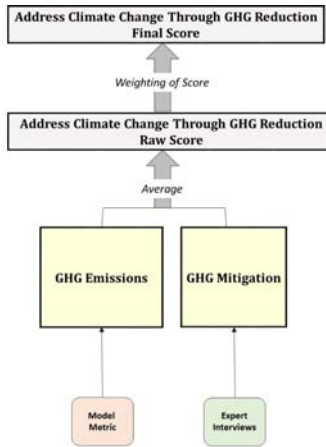 Address Climate Change Through GHG Reduction
Final Score
Weighting of Score
Address Climate Change Through GHG Reduction
Raw Score
Average
GHG Emissions
GHG Mitigation
Model
Metric
Expert
Interviews